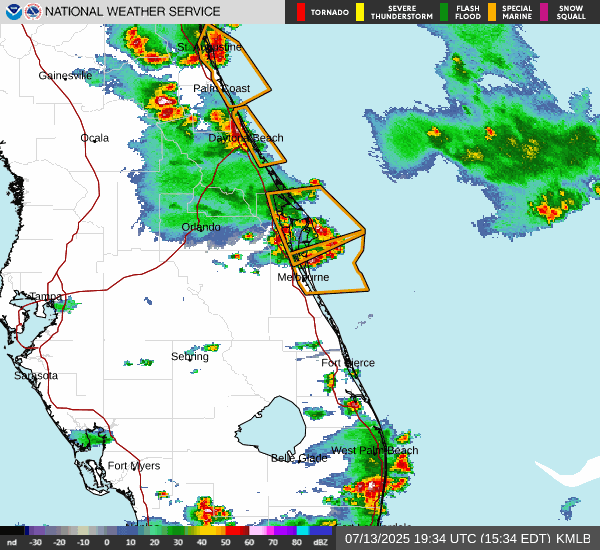 NATIONAL WEATHER SERVICE
TORNADO
SEVERE THUNDERSTORM
FLASH FLOOD
SPECIAL MARINE
SNOW SQUALL
St. Augustine
Gainesville
Palm Coast
Ocala
Daytona Beach
Orlando
Melbourne
Tampa
Sebring
Fort Pierce
Sarasota
West Palm Beach
Belle Glade
Fort Myers
nd -30 -20 -10 0 10 20 30 40 50 60 70 80 dBZ
07/13/2025 19:34 UTC (15:34 EDT) KMLB